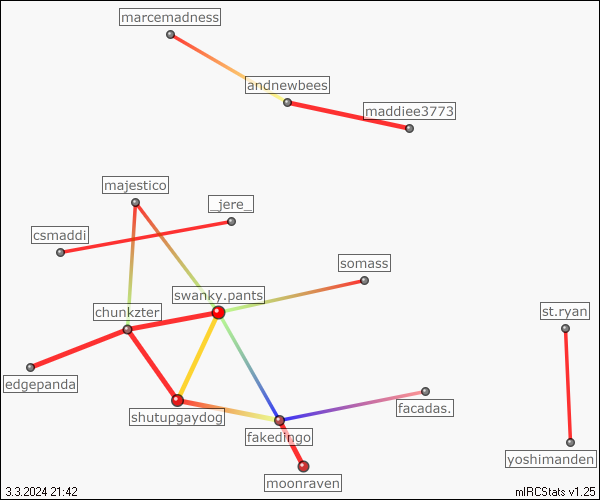 marcemadness
andnewbees
maddiee3773
majestico
_jere_
csmaddi
somass
swanky.pants
chunkzter
st.ryan
edgepanda
shutupgaydog
facadas.
fakedingo
yoshimanden
moonraven
3.3.2024 21:42
mIRCStats v1.25